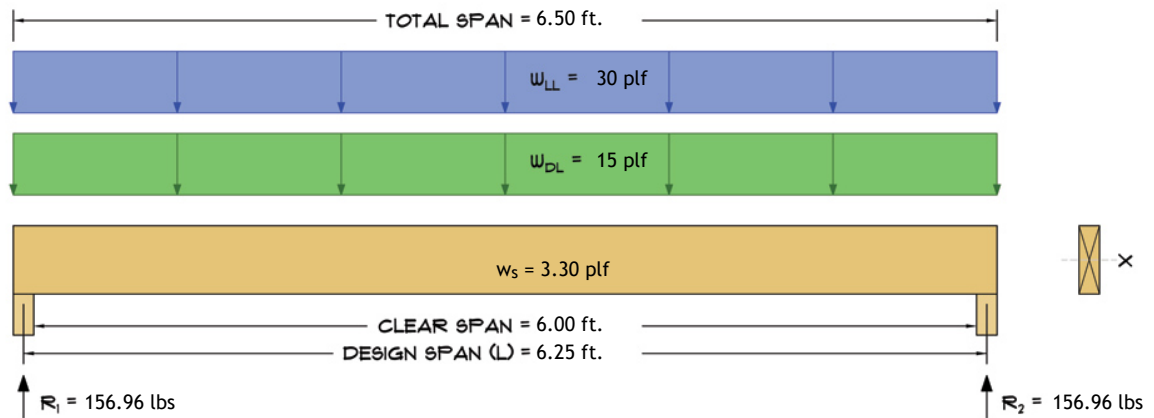 TOTAL SPAN = 6.50 ft.
WLL = 30 plf
WDL = 15 plf
ws = 3.30 plf
X
CLEAR SPAN = 6.00 ft.
DESIGN SPAN (L) = 6.25 ft.
R1 = 156.96 lbs
R2 = 156.96 lbs